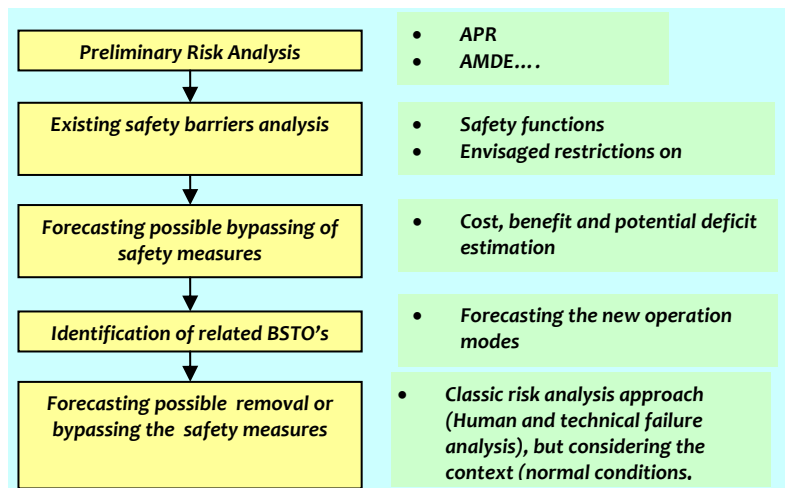 Preliminary Risk Analysis
• APR
• AMDE….
Existing safety barriers analysis
• Safety functions
• Envisaged restrictions on
Forecasting possible bypassing of
safety measures
• Cost, benefit and potential deficit
estimation
Identification of related BSTO's
• Forecasting the new operation
modes
Forecasting possible removal or
bypassing the safety measures
• Classic risk analysis approach
(Human and technical failure
analysis), but considering the
context (normal conditions,